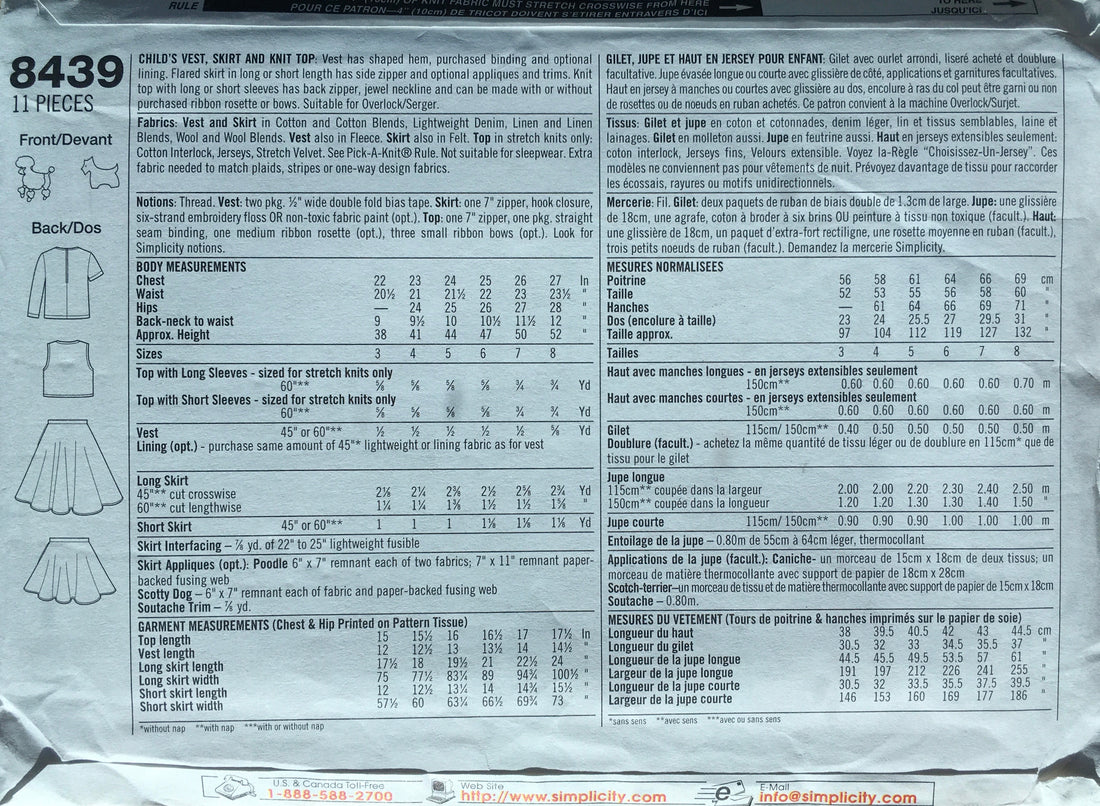 RULE
(10cm) OF KNIT FABRIC MUST STRETCH CROSSWISE FROM HERE
POUR CE PATRON—4" (10cm) DE TRICOT DOIVENT S'ETIRER ENTRAVERS D'ICI
TO HERE
JUSQU'ICI
8439
11 PIECES
Front/Devant
Back/Dos
CHILD'S VEST, SKIRT AND KNIT TOP: Vest has shaped hem, purchased binding and optional
lining. Flared skirt in long or short length has side zipper and optional appliques and trims. Knit
top with long or short sleeves has back zipper, jewel neckline and can be made with or without
purchased ribbon rosette or bows. Suitable for Overlock/Serger.
Fabrics: Vest and Skirt in Cotton and Cotton Blends, Lightweight Denim, Linen and Linen
Blends, Wool and Wool Blends. Vest also in Fleece. Skirt also in Felt. Top in stretch knits only:
Cotton Interlock, Jerseys, Stretch Velvet. See Pick-A-Knit® Rule. Not suitable for sleepwear. Extra
fabric needed to match plaids, stripes or one-way design fabrics.
Notions: Thread. Vest: two pkg. ½" wide double fold bias tape. Skirt: one 7" zipper, hook closure,
six-strand embroidery floss OR non-toxic fabric paint (opt.). Top: one 7" zipper, one pkg. straight
seam binding, one medium ribbon rosette (opt.), three small ribbon bows (opt.). Look for
Simplicity notions.
BODY MEASUREMENTS
Chest 22 23 24 25 26 27 In
Waist 20½ 21 21½ 22 23 23½ "
Hips — 24 25 26 27 28 "
Back-neck to waist 9 9½ 10 10½ 11½ 12 "
Approx. Height 38 41 44 47 50 52 "
Sizes 3 4 5 6 7 8
Top with Long Sleeves - sized for stretch knits only
60"** ⅝ ⅝ ⅝ ⅝ ¾ ¾ Yd
Top with Short Sleeves - sized for stretch knits only
60"** ⅝ ⅝ ⅝ ⅝ ¾ ¾ Yd
Vest 45" or 60"** ½ ½ ½ ½ ½ ⅝ Yd
Lining (opt.) - purchase same amount of 45"* lightweight or lining fabric as for vest
Long Skirt
45"** cut crosswise 2⅛ 2¼ 2⅜ 2½ 2⅝ 2¾ Yd
60"** cut lengthwise 1¼ 1¼ 1⅜ 1½ 1½ 1⅝ "
Short Skirt 45" or 60"** 1 1 1 1⅛ 1⅛ 1⅛ Yd
Skirt Interfacing – ⅞ yd. of 22" to 25" lightweight fusible
Skirt Appliques (opt.): Poodle 6" x 7" remnant each of two fabrics; 7" x 11" remnant paper-
backed fusing web
Scotty Dog – 6" x 7" remnant each of fabric and paper-backed fusing web
Soutache Trim – ⅞ yd.
GARMENT MEASUREMENTS (Chest & Hip Printed on Pattern Tissue)
Top length 15 15½ 16 16½ 17 17½ In
Vest length 12 12½ 13 13½ 14 14½ "
Long skirt length 17½ 18 19½ 21 22½ 24 "
Long skirt width 75 77½ 83¼ 89 94¾ 100½ "
Short skirt length 12 12½ 13¼ 14 14¾ 15½ "
Short skirt width 57½ 60 63¼ 66½ 69¾ 73 "
*without nap **with nap ***with or without nap
GILET, JUPE ET HAUT EN JERSEY POUR ENFANT: Gilet avec ourlet arrondi, liseré acheté et doublure
facultative. Jupe évasée longue ou courte avec glissière de côté, applications et garnitures facultatives.
Haut en jersey à manches ou courtes avec glissière au dos, encolure à ras du col peut être garni ou non
de rosettes ou de noeuds en ruban achetés. Ce patron convient à la machine Overlock/Surjet.
Tissus: Gilet et jupe en coton et cotonnades, denim léger, lin et tissus semblables, laine et
lainages. Gilet en molleton aussi. Jupe en feutrine aussi. Haut en jerseys extensibles seulement:
coton interlock, Jerseys fins, Velours extensible. Voyez la-Règle "Choisissez-Un-Jersey". Ces
modèles ne conviennent pas pour vêtements de nuit. Prévoyez davantage de tissu pour raccorder
les écossais, rayures ou motifs unidirectionnels.
Mercerie: Fil. Gilet: deux paquets de ruban de biais double de 1.3cm de large. Jupe: une glissière
de 18cm, une agrafe, coton à broder à six brins OU peinture à tissu non toxique (facult.). Haut:
une glissière de 18cm, un paquet d'extra-fort rectiligne, une rosette moyenne en ruban (facult.),
trois petits noeuds de ruban (facult.). Demandez la mercerie Simplicity.
MESURES NORMALISEES
Poitrine 56 58 61 64 66 69 cm
Taille 52 53 55 56 58 60 "
Hanches — 61 64 66 69 71 "
Dos (encolure à taille) 23 24 25.5 27 29.5 31 "
Taille approx. 97 104 112 119 127 132 "
Tailles 3 4 5 6 7 8
Haut avec manches longues - en jerseys extensibles seulement
150cm** 0.60 0.60 0.60 0.60 0.60 0.70 m
Haut avec manches courtes - en jerseys extensibles seulement
150cm** 0.60 0.60 0.60 0.60 0.60 0.60 m
Gilet 115cm/ 150cm** 0.40 0.50 0.50 0.50 0.50 0.50 m
Doublure (facult.) - achetez la même quantité de tissu léger ou de doublure en 115cm* que de
tissu pour le gilet
Jupe longue
115cm** coupée dans la largeur 2.00 2.00 2.20 2.30 2.40 2.50 m
150cm** coupée dans la longueur 1.20 1.20 1.30 1.30 1.40 1.50 "
Jupe courte 115cm/ 150cm** 0.90 0.90 0.90 1.00 1.00 1.00 m
Entoilage de la jupe – 0.80m de 55cm à 64cm léger, thermocollant
Applications de la jupe (facult.): Caniche- un morceau de 15cm x 18cm de deux tissus; un
morceau de matière thermocollante avec support de papier de 18cm x 28cm
Scotch-terrier–un morceau de tissu et de matière thermocollante avec support de papier de 15cm x 18cm
Soutache – 0.80m.
MESURES DU VETEMENT (Tours de poitrine & hanches imprimés sur le papier de soie)
Longueur du haut 38 39.5 40.5 42 43 44.5 cm
Longueur du gilet 30.5 32 33 34.5 35.5 37 "
Longueur de la jupe longue 44.5 45.5 49.5 53.5 57 61 "
Largeur de la jupe longue 191 197 212 226 241 255 "
Longueur de la jupe courte 30.5 32 33.5 35.5 37.5 39.5 "
Largeur de la jupe courte 146 153 160 169 177 186 "
*sans sens **avec sens ***avec ou sans sens
U.S. & Canada Toll-Free
1-888-588-2700
Web Site
http://www.simplicity.com
E-Mail
info@simplicity.com